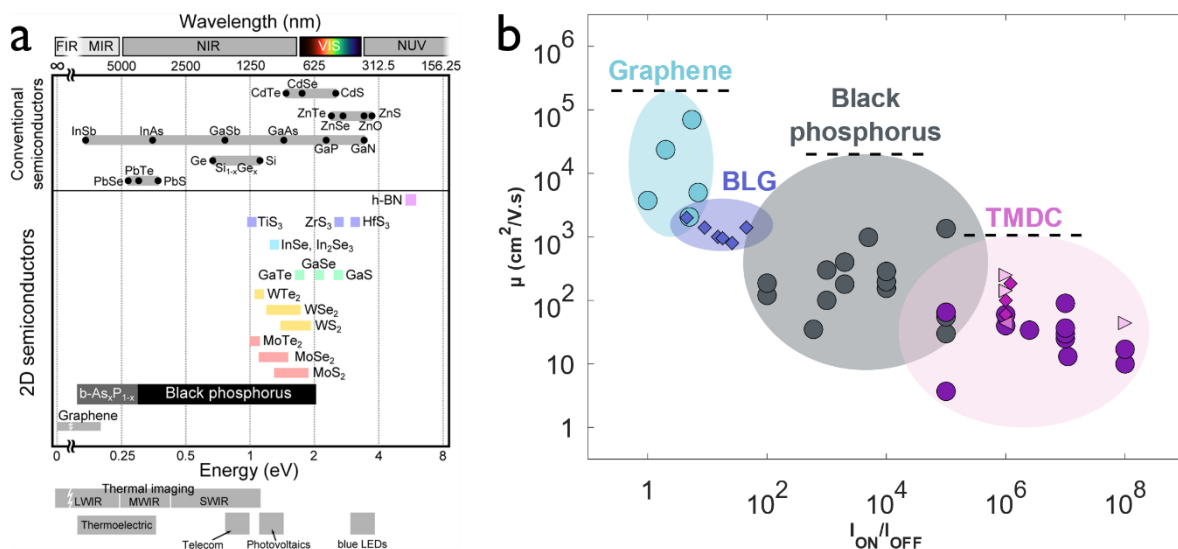 a
Wavelength (nm)
FIR MIR NIR VIS NUV
5000 2500 1250 625 312.5 156.25
Conventional
semiconductors
CdSe
CdTe CdS
ZnTe ZnS
ZnSe ZnO
InSb InAs GaSb GaAs
GaP GaN
Ge Si
Si1-xGex
PbTe
PbSe PbS
2D semiconductors
h-BN
TiS3 ZrS3 HfS3
InSe, In2Se3
GaSe
GaTe GaS
WTe2
WSe2
WS2
MoTe2
MoSe2
MoS2
b-AsxP1-x Black phosphorus
Graphene
0 0.25 0.5 1 2 4 8
Energy (eV)
Thermal imaging
LWIR MWIR SWIR
Thermoelectric
Telecom Photovoltaics blue LEDs
b
μ (cm2/V.s)
10^6
10^5
10^4
10^3
10^2
10
1
Graphene
Black
phosphorus
BLG
TMDC
1 10^2 10^4 10^6 10^8
ION/IOFF